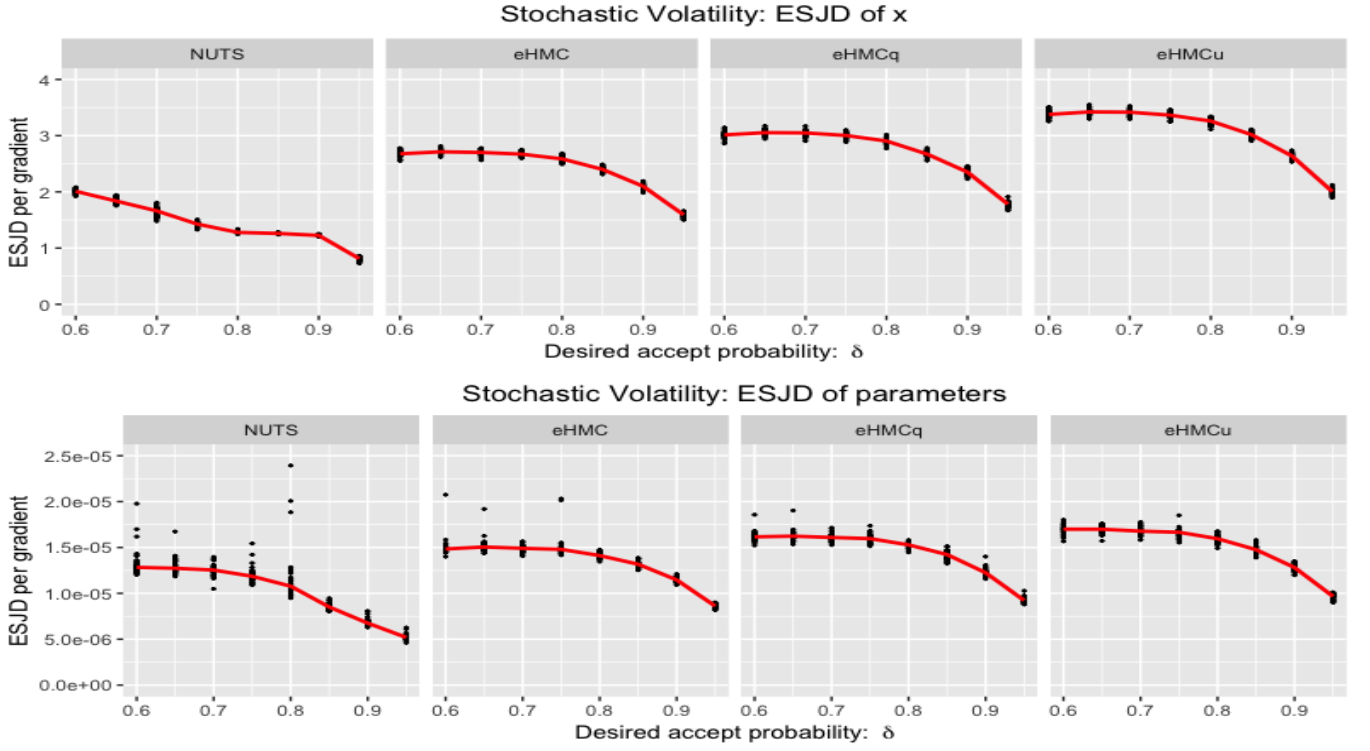 Stochastic Volatility: ESJD of x
NUTS eHMC eHMCq eHMCu
ESJD per gradient
4
3
2
1
0
0.6 0.7 0.8 0.9 0.6 0.7 0.8 0.9 0.6 0.7 0.8 0.9 0.6 0.7 0.8 0.9
Desired accept probability: δ
Stochastic Volatility: ESJD of parameters
NUTS eHMC eHMCq eHMCu
ESJD per gradient
2.5e-05
2.0e-05
1.5e-05
1.0e-05
5.0e-06
0.0e+00
0.6 0.7 0.8 0.9 0.6 0.7 0.8 0.9 0.6 0.7 0.8 0.9 0.6 0.7 0.8 0.9
Desired accept probability: δ